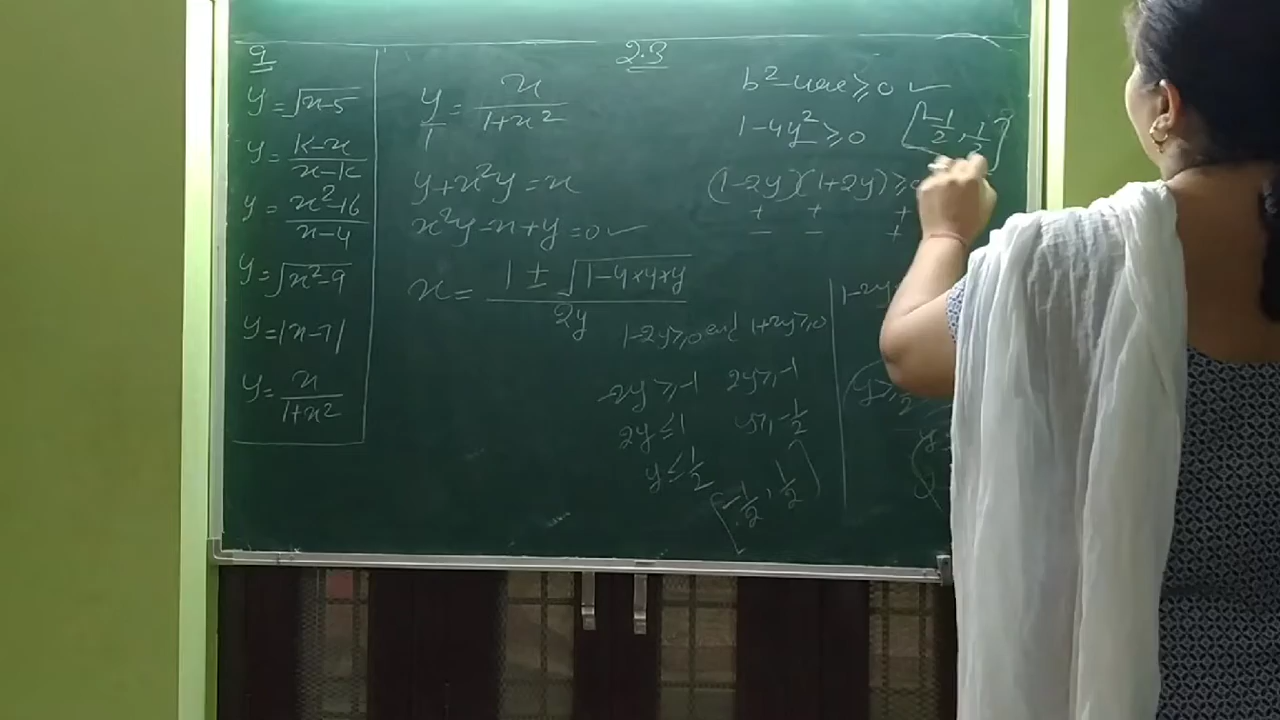 9
y = √x-5
y = k-x / x-k
y = x²-16 / x-4
y = √x²-9
y = |x-7|
y = x / 1+x²
2.3
y / 1 = x / 1+x²
y + x²y = x
x²y - x + y = 0 ✓
x = 1 ± √1-4×y×y / 2y
b² - 4ac ≥ 0 ✓
1 - 4y² ≥ 0 [-1/2, 1/2]
(1-2y)(1+2y) ≥ 0
+ + +
- - +
1-2y ≥ 0 and 1+2y ≥ 0
-2y ≥ -1 2y ≥ -1
2y ≤ 1 y ≥ -1/2
y ≤ 1/2
[-1/2, 1/2]
1-2y